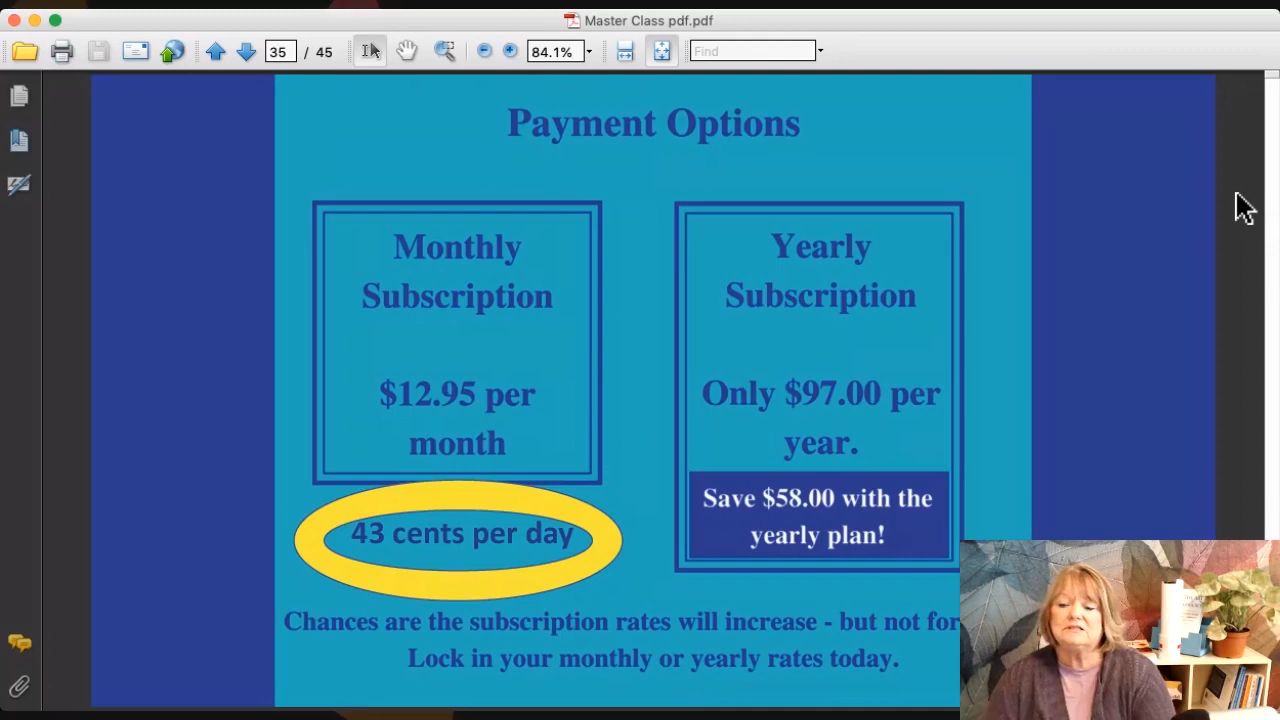 Master Class pdf.pdf
35 / 45
84.1%
Find
Payment Options
Monthly
Subscription
$12.95 per
month
43 cents per day
Yearly
Subscription
Only $97.00 per
year.
Save $58.00 with the
yearly plan!
Chances are the subscription rates will increase - but not for
Lock in your monthly or yearly rates today.